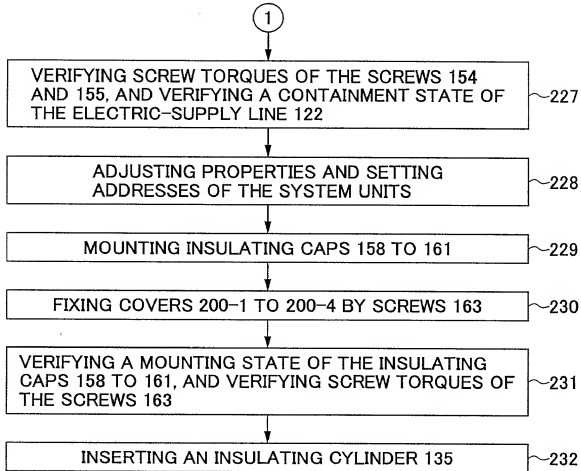 1
VERIFYING SCREW TORQUES OF THE SCREWS 154
AND 155, AND VERIFYING A CONTAINMENT STATE OF
THE ELECTRIC-SUPPLY LINE 122
227
ADJUSTING PROPERTIES AND SETTING
ADDRESSES OF THE SYSTEM UNITS
228
MOUNTING INSULATING CAPS 158 TO 161
229
FIXING COVERS 200-1 TO 200-4 BY SCREWS 163
230
VERIFYING A MOUNTING STATE OF THE INSULATING
CAPS 158 TO 161, AND VERIFYING SCREW TORQUES OF
THE SCREWS 163
231
INSERTING AN INSULATING CYLINDER 135
232